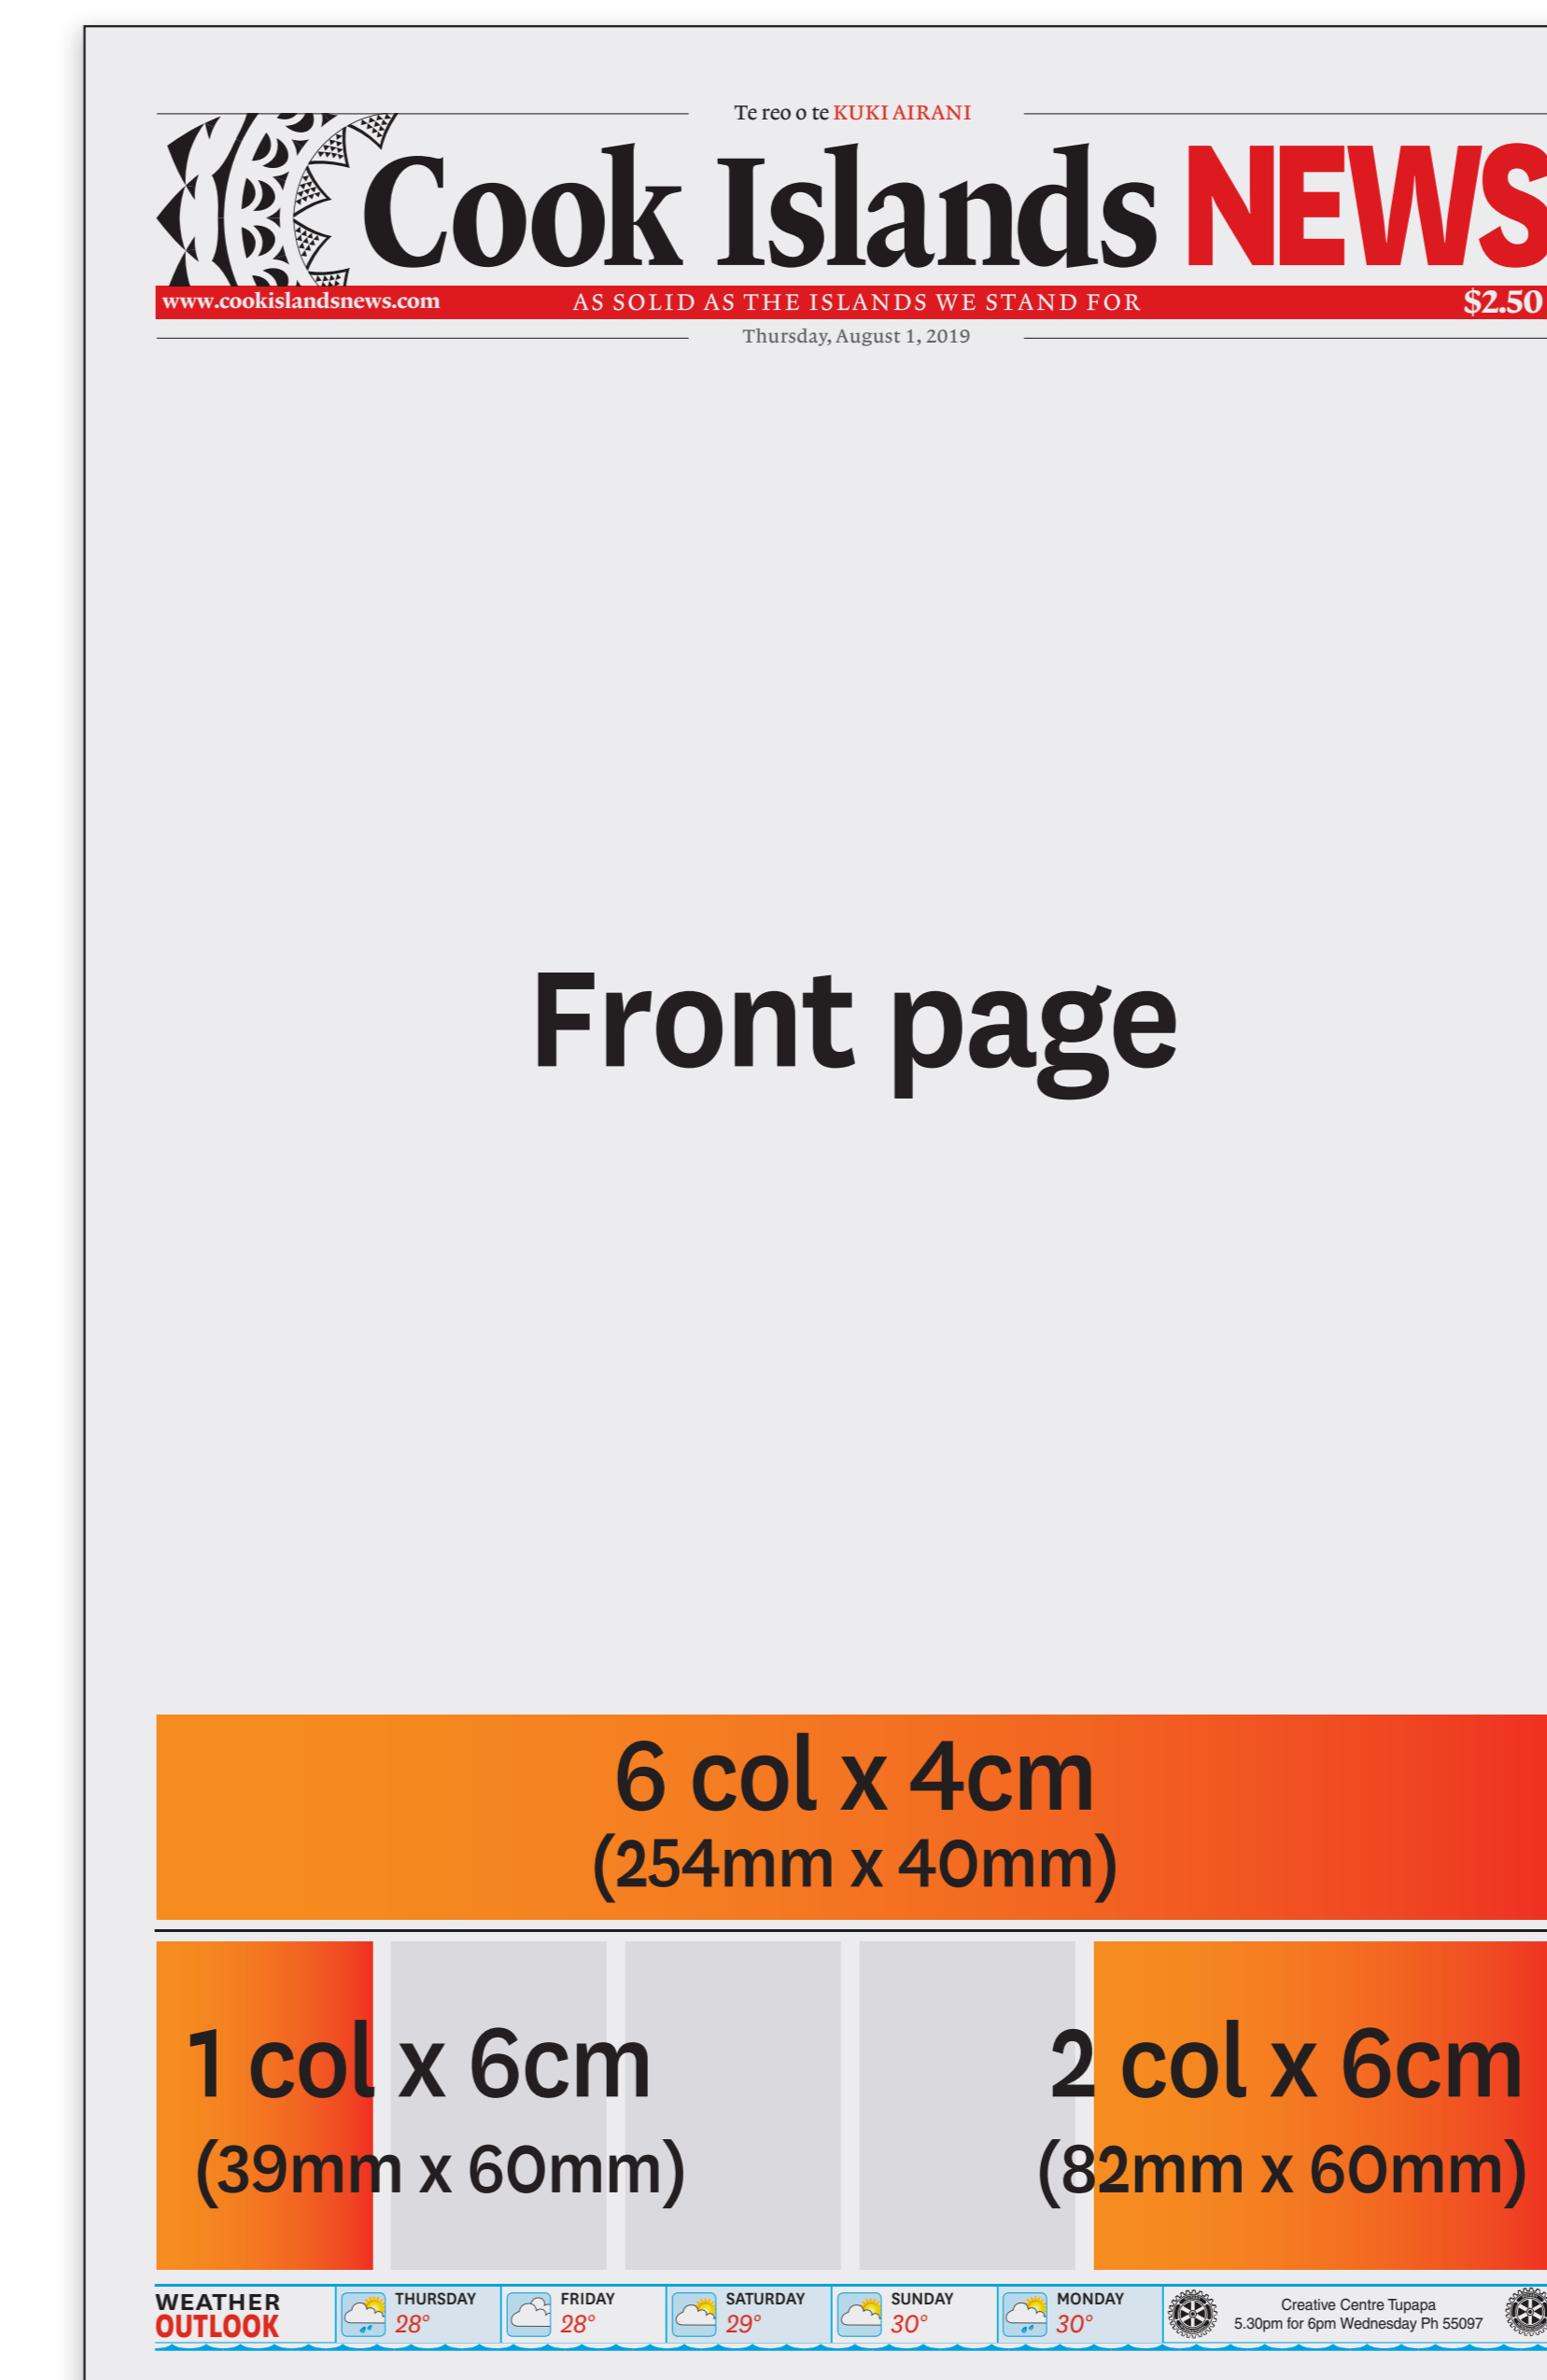 Te reo o te KUKI AIRANI
Cook Islands NEWS
www.cookislandsnews.com AS SOLID AS THE ISLANDS WE STAND FOR $2.50
Thursday, August 1, 2019
Front page
6 col x 4cm
(254mm x 40mm)
1 col x 6cm
(39mm x 60mm)
2 col x 6cm
(82mm x 60mm)
WEATHER
OUTLOOK
THURSDAY
28°
FRIDAY
28°
SATURDAY
29°
SUNDAY
30°
MONDAY
30°
Creative Centre Tupapa
5.30pm for 6pm Wednesday Ph 55097